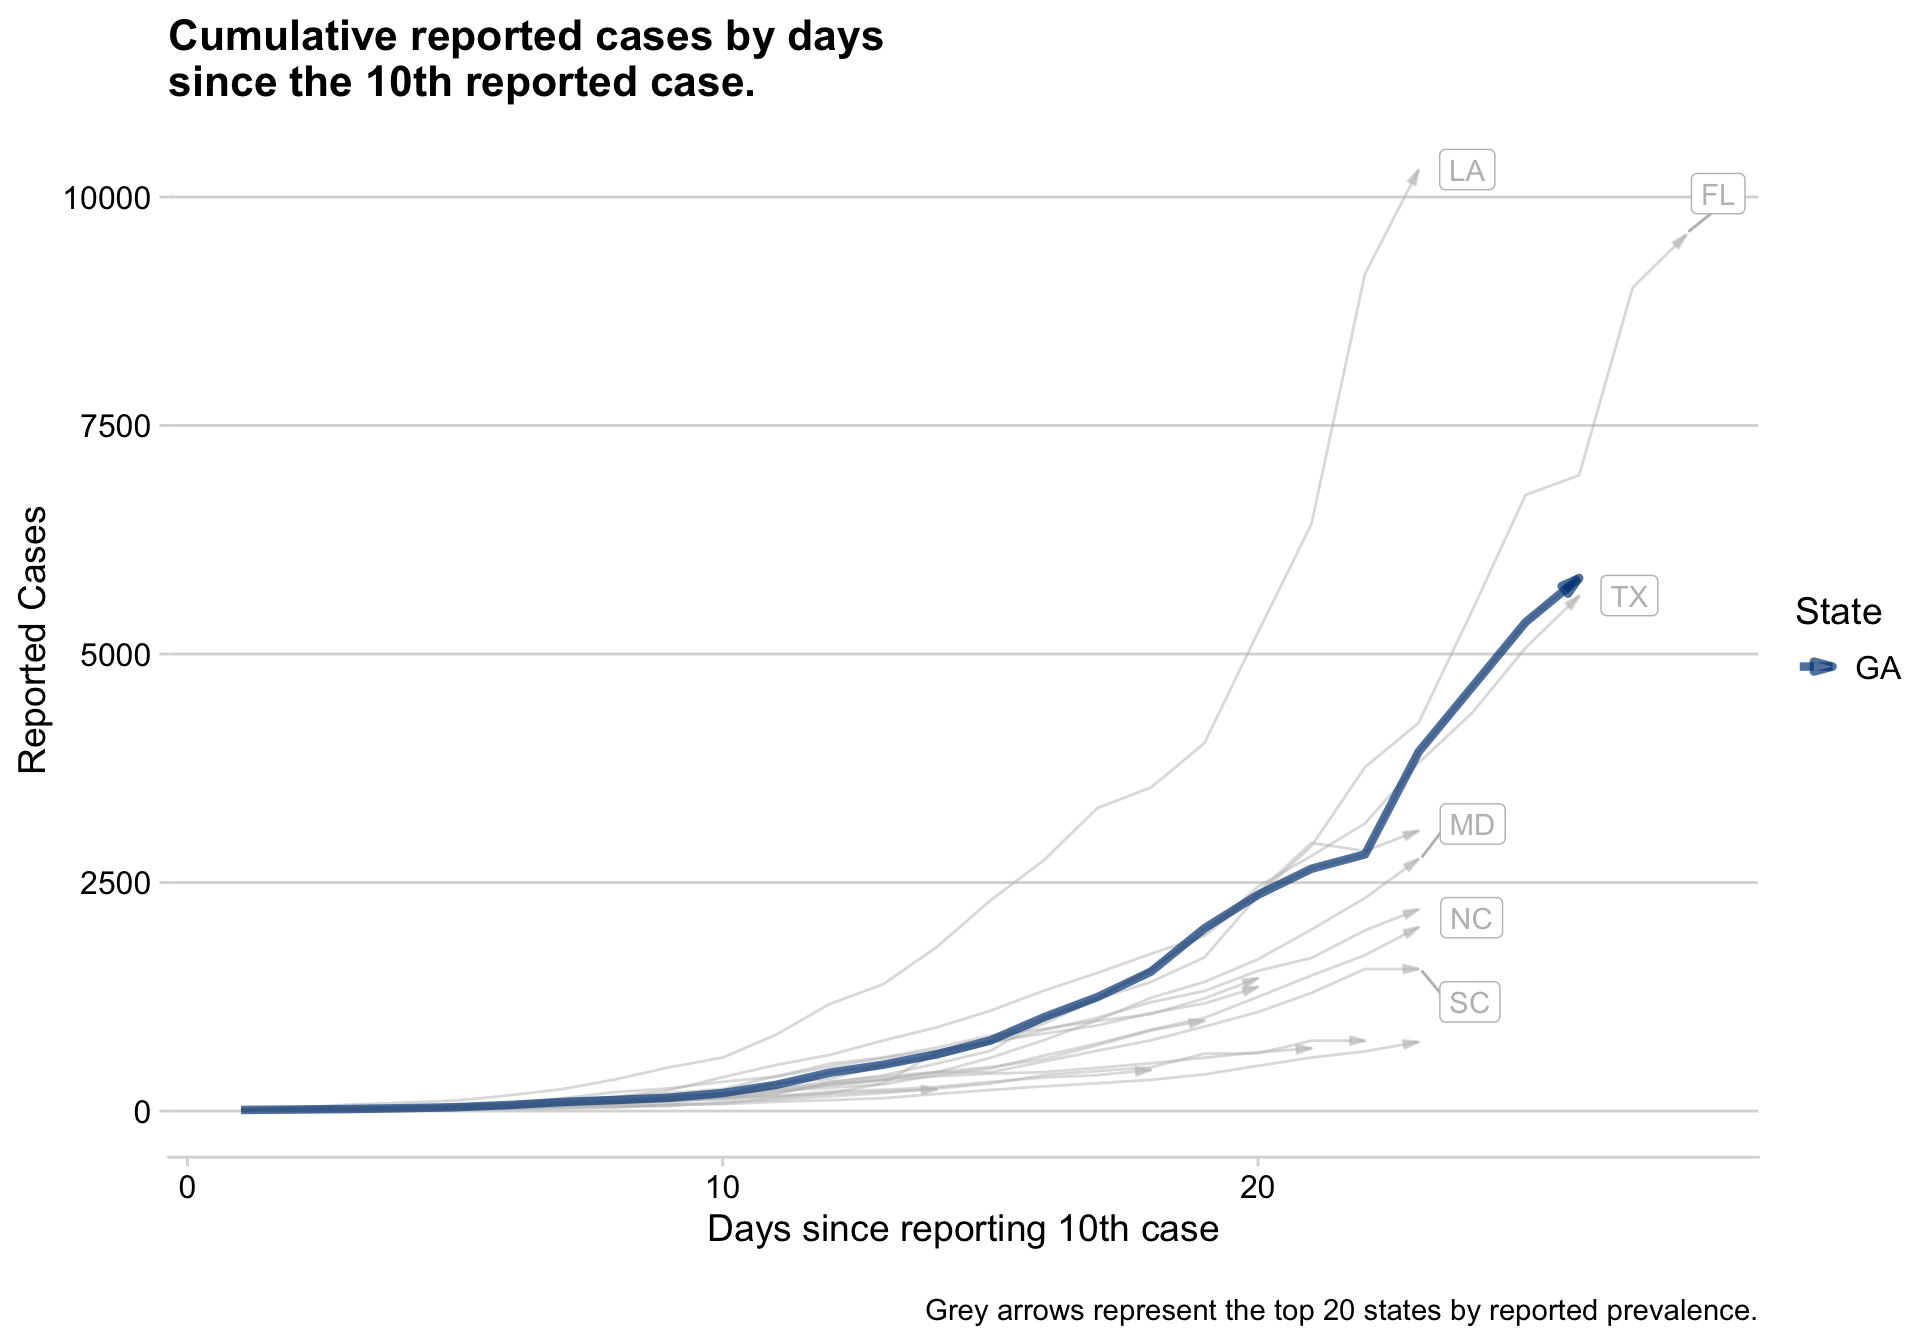 Cumulative reported cases by days
since the 10th reported case.
LA
FL
10000
7500
TX
5000
MD
2500
NC
SC
0
Reported Cases
State
GA
0
10
20
Days since reporting 10th case
Grey arrows represent the top 20 states by reported prevalence.